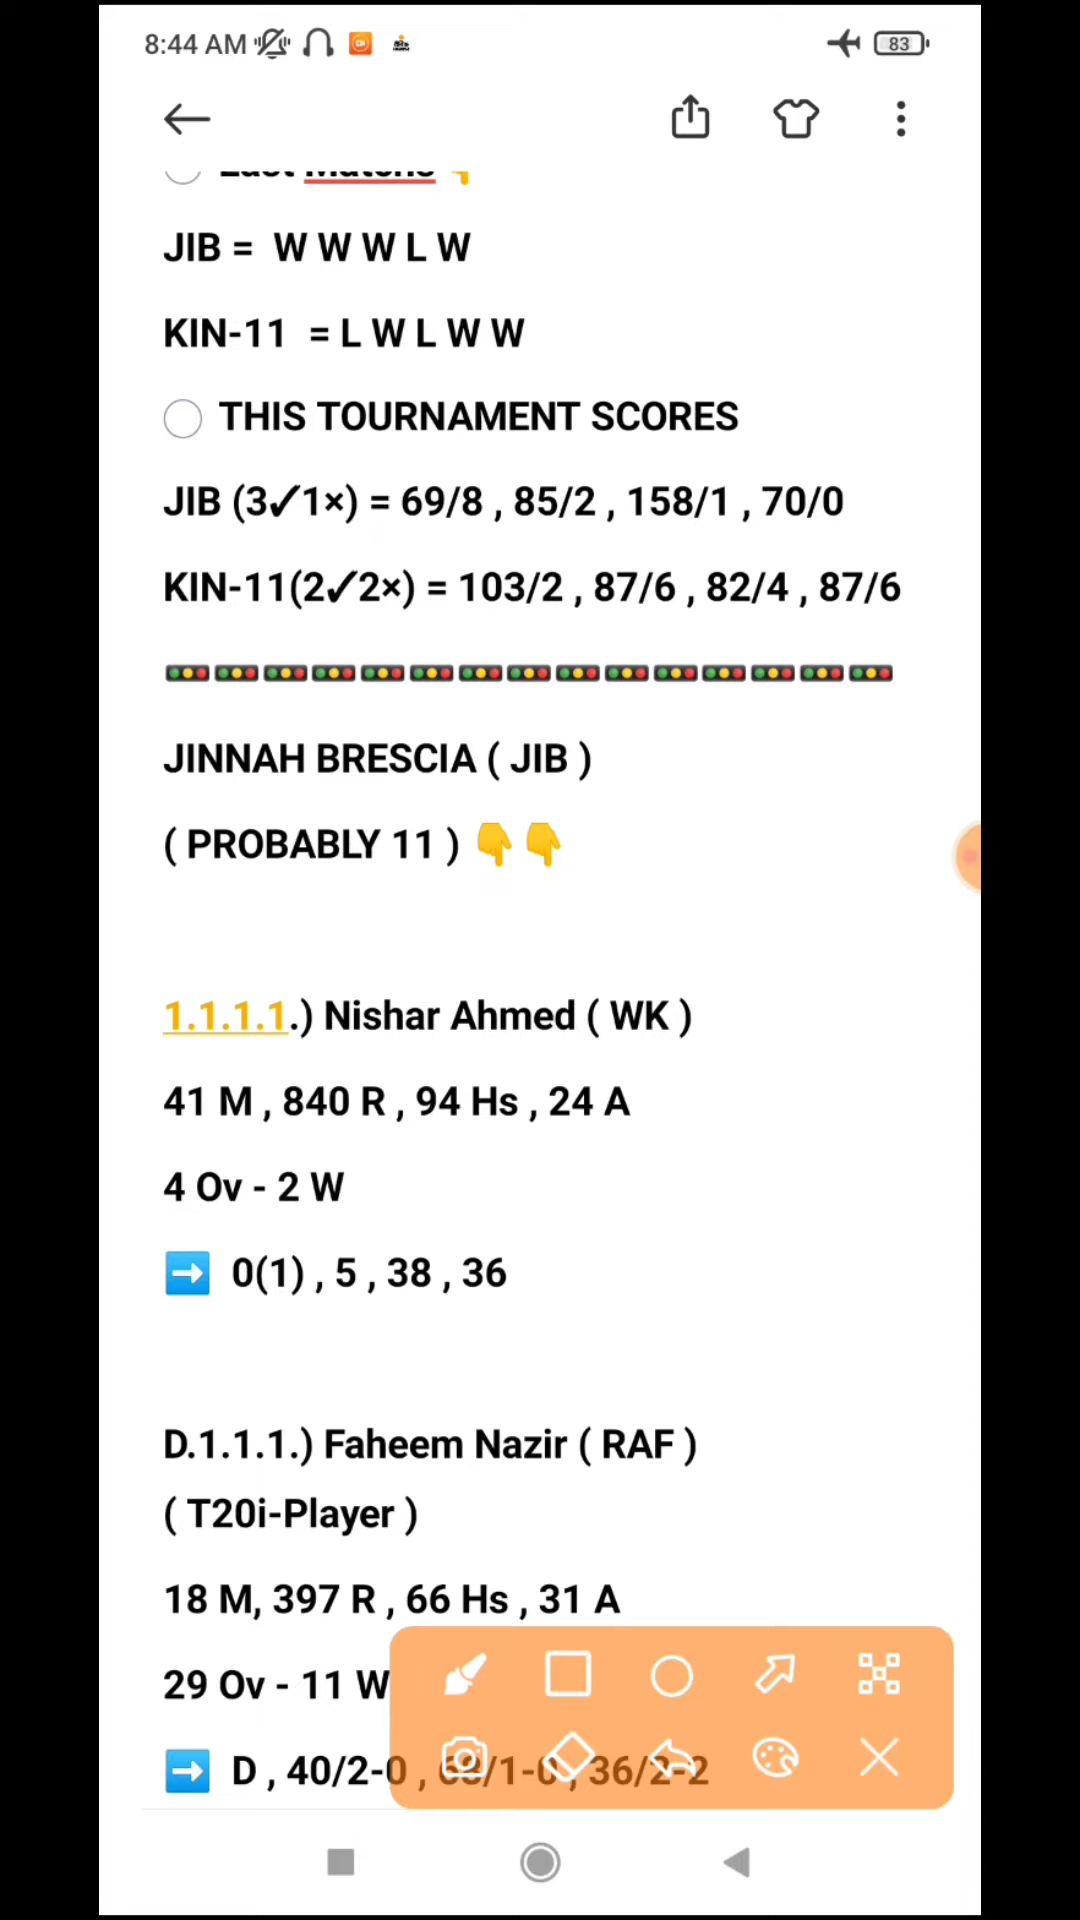 8:44 AM
83
JIB = W W W L W
KIN-11 = L W L W W
THIS TOURNAMENT SCORES
JIB (3✓1×) = 69/8 , 85/2 , 158/1 , 70/0
KIN-11(2✓2×) = 103/2 , 87/6 , 82/4 , 87/6
JINNAH BRESCIA ( JIB )
( PROBABLY 11 ) 👇👇
1.1.1.1.) Nishar Ahmed ( WK )
41 M , 840 R , 94 Hs , 24 A
4 Ov - 2 W
➡️ 0(1) , 5 , 38 , 36
D.1.1.1.) Faheem Nazir ( RAF )
( T20i-Player )
18 M, 397 R , 66 Hs , 31 A
29 Ov - 11 W
➡️ D , 40/2-0 , 36/2-2